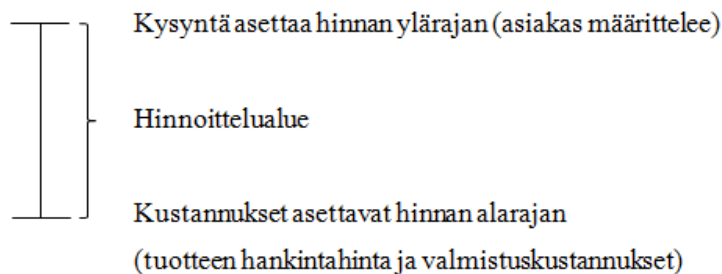 Kysyntä asettaa hinnan ylärajan (asiakas määrittelee)
Hinnoittelualue
Kustannukset asettavat hinnan alarajan
(tuotteen hankintahinta ja valmistuskustannukset)